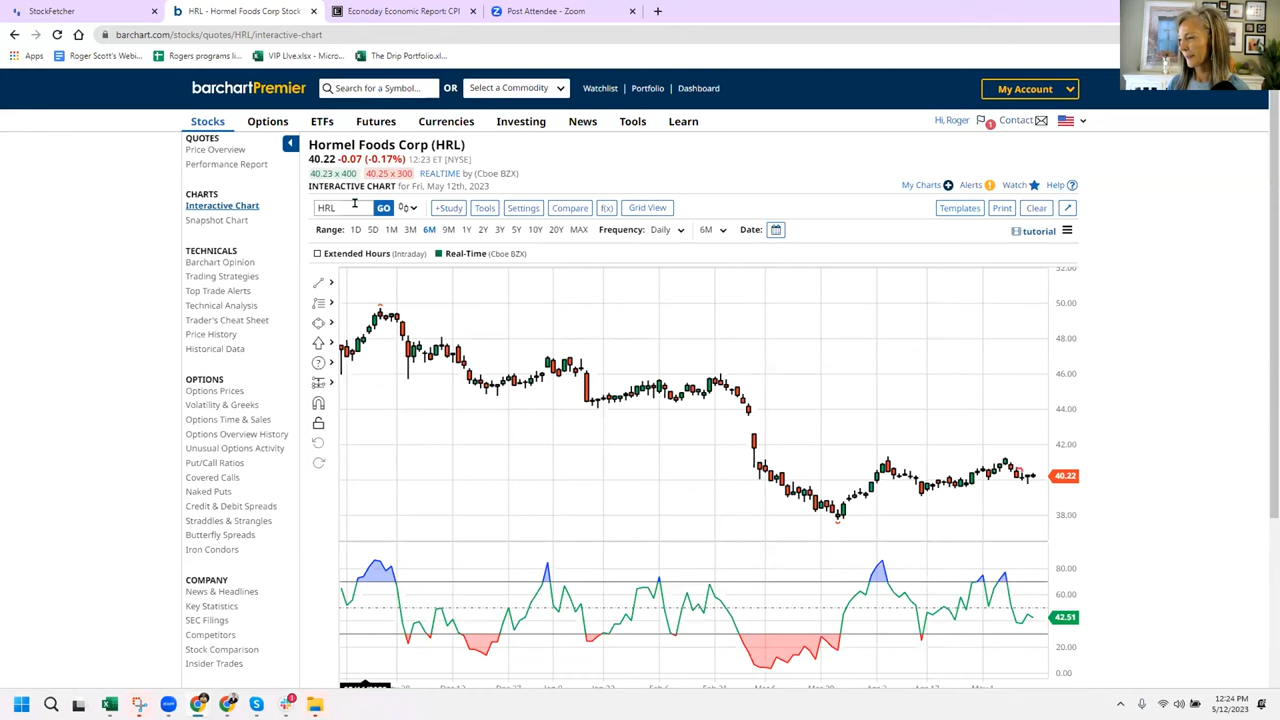 StockFetcher
HRL - Hormel Foods Corp Stock
Econoday Economic Report: CPI
Post Attendee - Zoom
barchart.com/stocks/quotes/HRL/interactive-chart
Apps
Roger Scott's Webi...
VIP LIve.xlsx - Micro...
Rogers programs li...
The Drip Portfolio.xl...
barchartPremier
Search for a Symbol...
OR
Select a Commodity
Watchlist
Portfolio
Dashboard
My Account
Stocks
Options
ETFs
Futures
Currencies
Investing
News
Tools
Learn
Hi, Roger
1
Contact
QUOTES
Price Overview
Performance Report
CHARTS
Interactive Chart
Snapshot Chart
TECHNICALS
Barchart Opinion
Trading Strategies
Top Trade Alerts
Technical Analysis
Trader's Cheat Sheet
Price History
Historical Data
OPTIONS
Options Prices
Volatility & Greeks
Options Time & Sales
Options Overview History
Unusual Options Activity
Put/Call Ratios
Covered Calls
Naked Puts
Credit & Debit Spreads
Straddles & Strangles
Butterfly Spreads
Iron Condors
COMPANY
News & Headlines
Key Statistics
SEC Filings
Competitors
Stock Comparison
Insider Trades
Hormel Foods Corp (HRL)
40.22 -0.07 (-0.17%) 12:23 ET [NYSE]
40.23 x 400 40.25 x 300 REALTIME by (Cboe BZX)
INTERACTIVE CHART for Fri, May 12th, 2023
My Charts
Alerts
Watch
Help
HRL
GO
+Study
Tools
Settings
Compare
f(x)
Grid View
Templates
Print
Clear
Range: 1D 5D 1M 3M 6M 9M 1Y 2Y 3Y 5Y 10Y 20Y MAX
Frequency: Daily
6M
Date:
tutorial
Extended Hours (Intraday)
Real-Time (Cboe BZX)
52.00
50.00
48.00
46.00
44.00
42.00
40.22
38.00
80.00
60.00
42.51
20.00
0.00
12:24 PM
5/12/2023